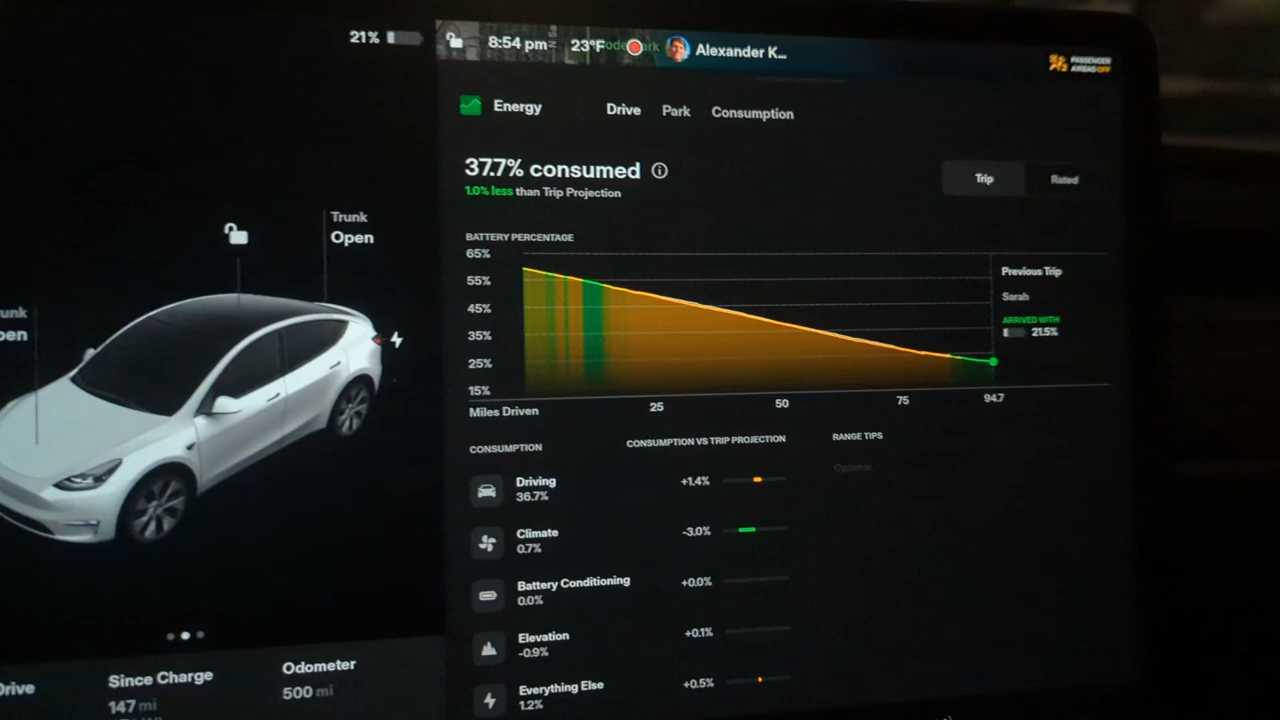 21%
8:54 pm
23°F
Alexander K...
PASSENGER
AIRBAG OFF
Energy
Drive
Park
Consumption
37.7% consumed
1.0% less than Trip Projection
Trip
Rated
Trunk
Open
BATTERY PERCENTAGE
65%
55%
45%
35%
25%
15%
Previous Trip
Sarah
ARRIVED WITH
21.5%
Miles Driven
25
50
75
94.7
unk
pen
CONSUMPTION
CONSUMPTION VS TRIP PROJECTION
RANGE TIPS
Optimal
Driving
36.7%
+1.4%
Climate
0.7%
-3.0%
Battery Conditioning
0.0%
+0.0%
Elevation
-0.9%
+0.1%
Everything Else
1.2%
+0.5%
Drive
Since Charge
147 mi
Odometer
500 mi